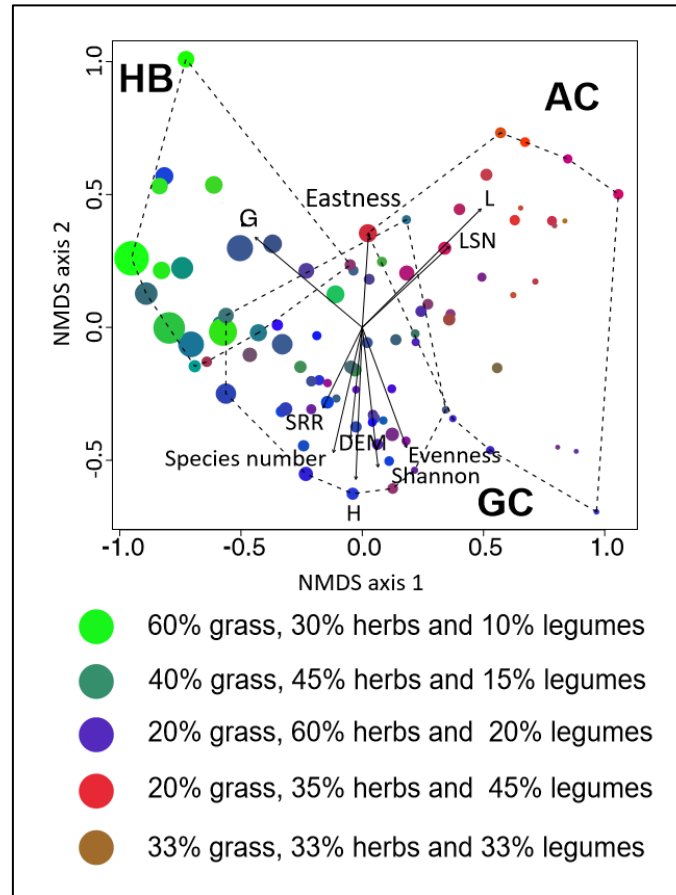 HB
AC
Eastness
G
L
LSN
SRR
DEM
Species number
Evenness
Shannon
H
GC
NMDS axis 2
1.0
0.5
0.0
-0.5
-1.0 -0.5 0.0 0.5 1.0
NMDS axis 1
60% grass, 30% herbs and 10% legumes
40% grass, 45% herbs and 15% legumes
20% grass, 60% herbs and 20% legumes
20% grass, 35% herbs and 45% legumes
33% grass, 33% herbs and 33% legumes